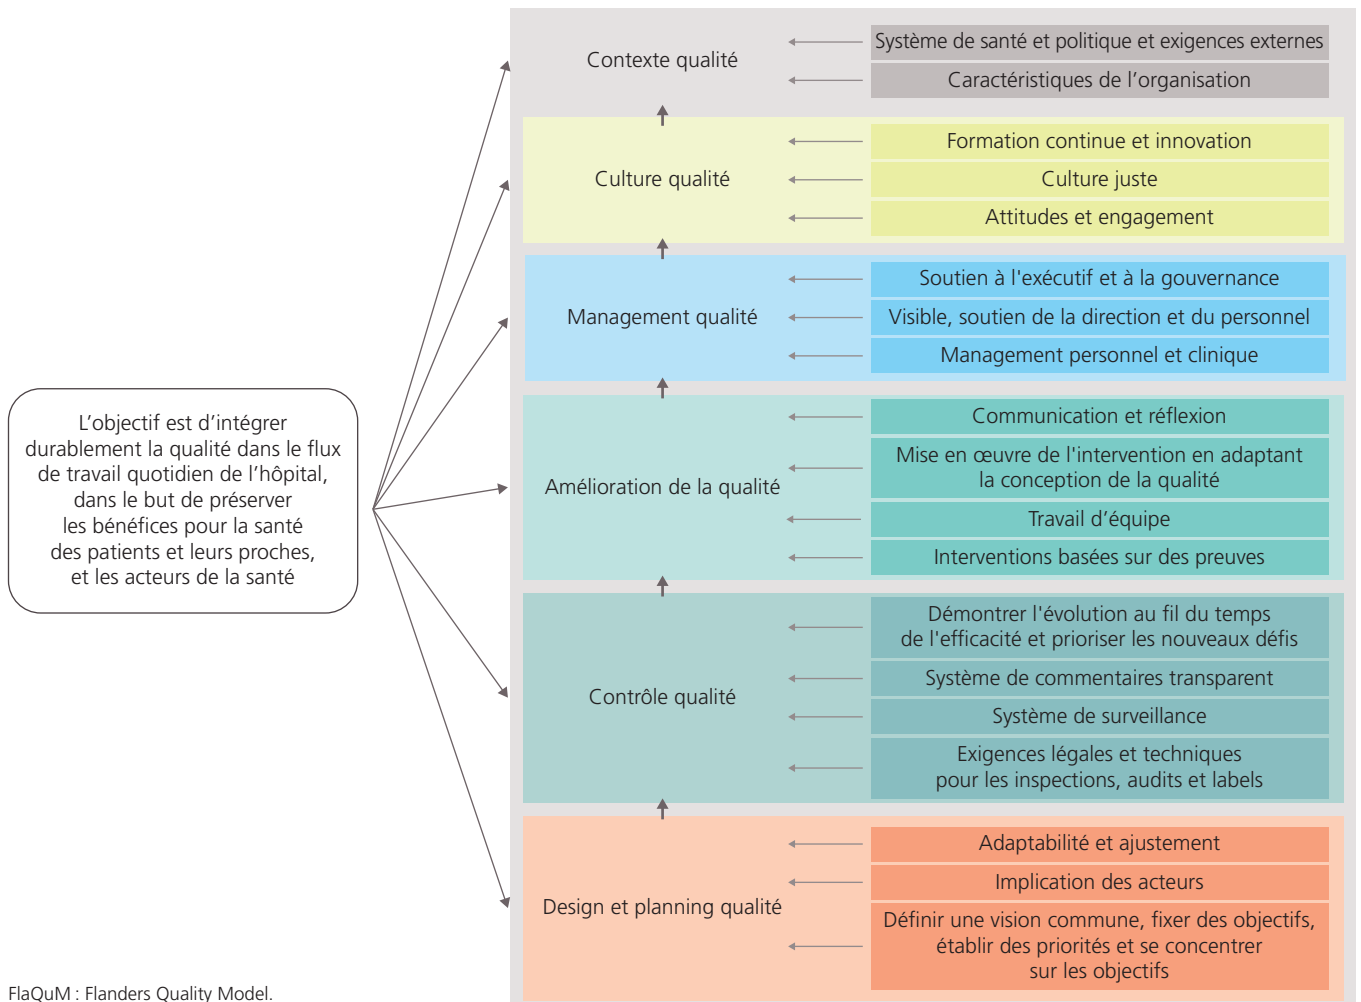 L’objectif est d’intégrer
durablement la qualité dans le flux
de travail quotidien de l’hôpital,
dans le but de préserver
les bénéfices pour la santé
des patients et leurs proches,
et les acteurs de la santé
Contexte qualité
Système de santé et politique et exigences externes
Caractéristiques de l’organisation
Culture qualité
Formation continue et innovation
Culture juste
Attitudes et engagement
Management qualité
Soutien à l'exécutif et à la gouvernance
Visible, soutien de la direction et du personnel
Management personnel et clinique
Amélioration de la qualité
Communication et réflexion
Mise en œuvre de l'intervention en adaptant
la conception de la qualité
Travail d’équipe
Interventions basées sur des preuves
Contrôle qualité
Démontrer l'évolution au fil du temps
de l'efficacité et prioriser les nouveaux défis
Système de commentaires transparent
Système de surveillance
Exigences légales et techniques
pour les inspections, audits et labels
Design et planning qualité
Adaptabilité et ajustement
Implication des acteurs
Définir une vision commune, fixer des objectifs,
établir des priorités et se concentrer
sur les objectifs
FlaQuM : Flanders Quality Model.